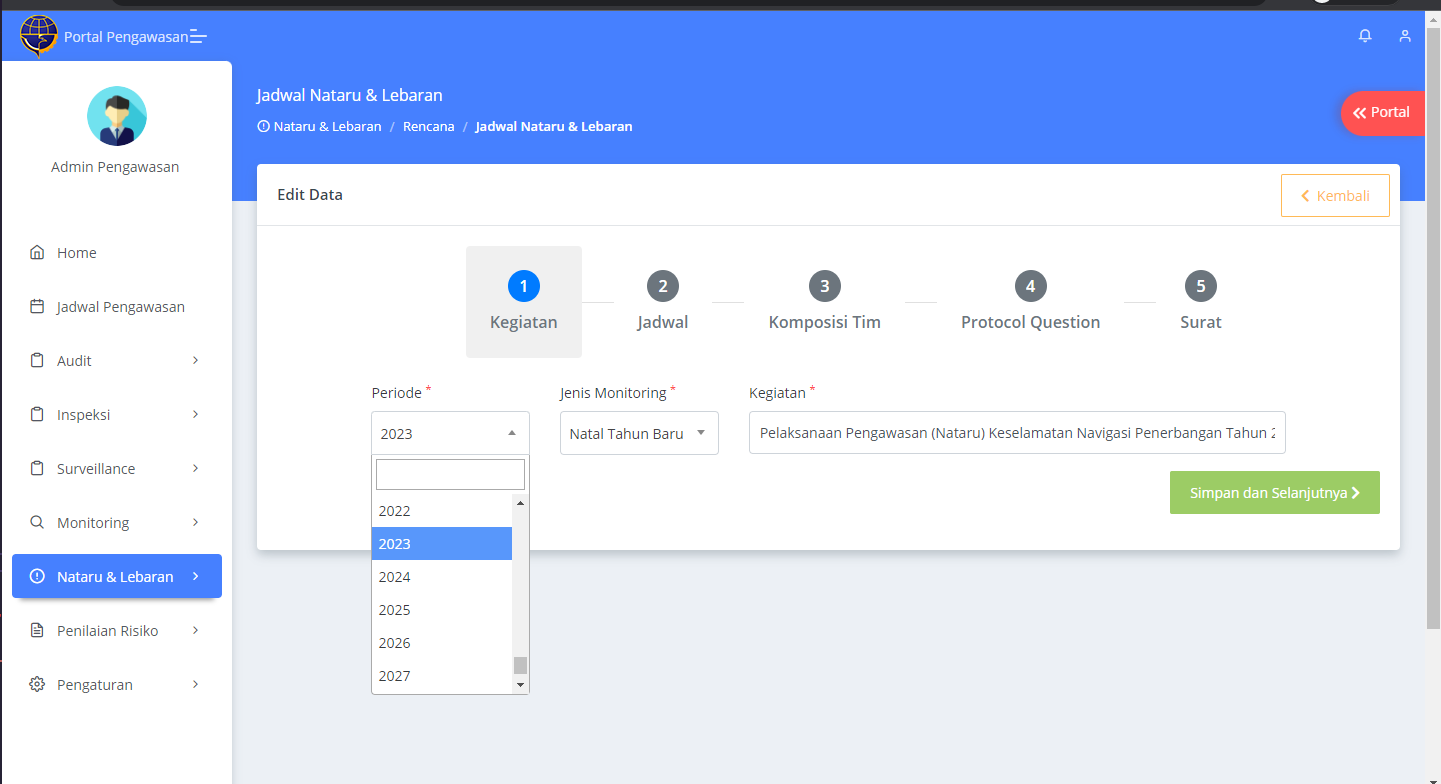 Portal Pengawasan
Admin Pengawasan
Home
Jadwal Pengawasan
Audit
Inspeksi
Surveillance
Monitoring
Nataru & Lebaran
Penilaian Risiko
Pengaturan
Jadwal Nataru & Lebaran
Nataru & Lebaran / Rencana / Jadwal Nataru & Lebaran
Portal
Edit Data
Kembali
1 2 3 4 5
Kegiatan Jadwal Komposisi Tim Protocol Question Surat
Periode * Jenis Monitoring * Kegiatan *
2023 Natal Tahun Baru Pelaksanaan Pengawasan (Nataru) Keselamatan Navigasi Penerbangan Tahun
Simpan dan Selanjutnya
2022
2023
2024
2025
2026
2027